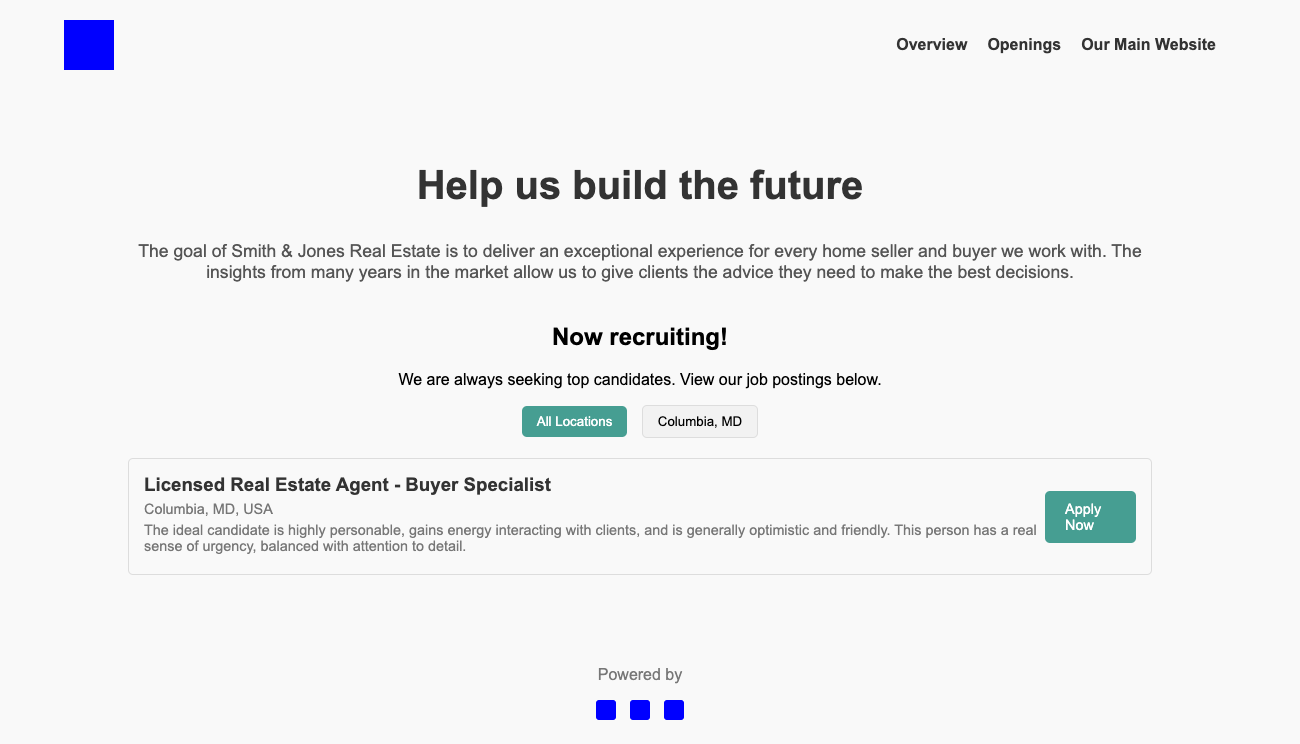 Overview Openings Our Main Website
Help us build the future
The goal of Smith & Jones Real Estate is to deliver an exceptional experience for every home seller and buyer we work with. The
insights from many years in the market allow us to give clients the advice they need to make the best decisions.
Now recruiting!
We are always seeking top candidates. View our job postings below.
All Locations Columbia, MD
Licensed Real Estate Agent - Buyer Specialist
Columbia, MD, USA
The ideal candidate is highly personable, gains energy interacting with clients, and is generally optimistic and friendly. This person has a real
sense of urgency, balanced with attention to detail.
Apply
Now
Powered by